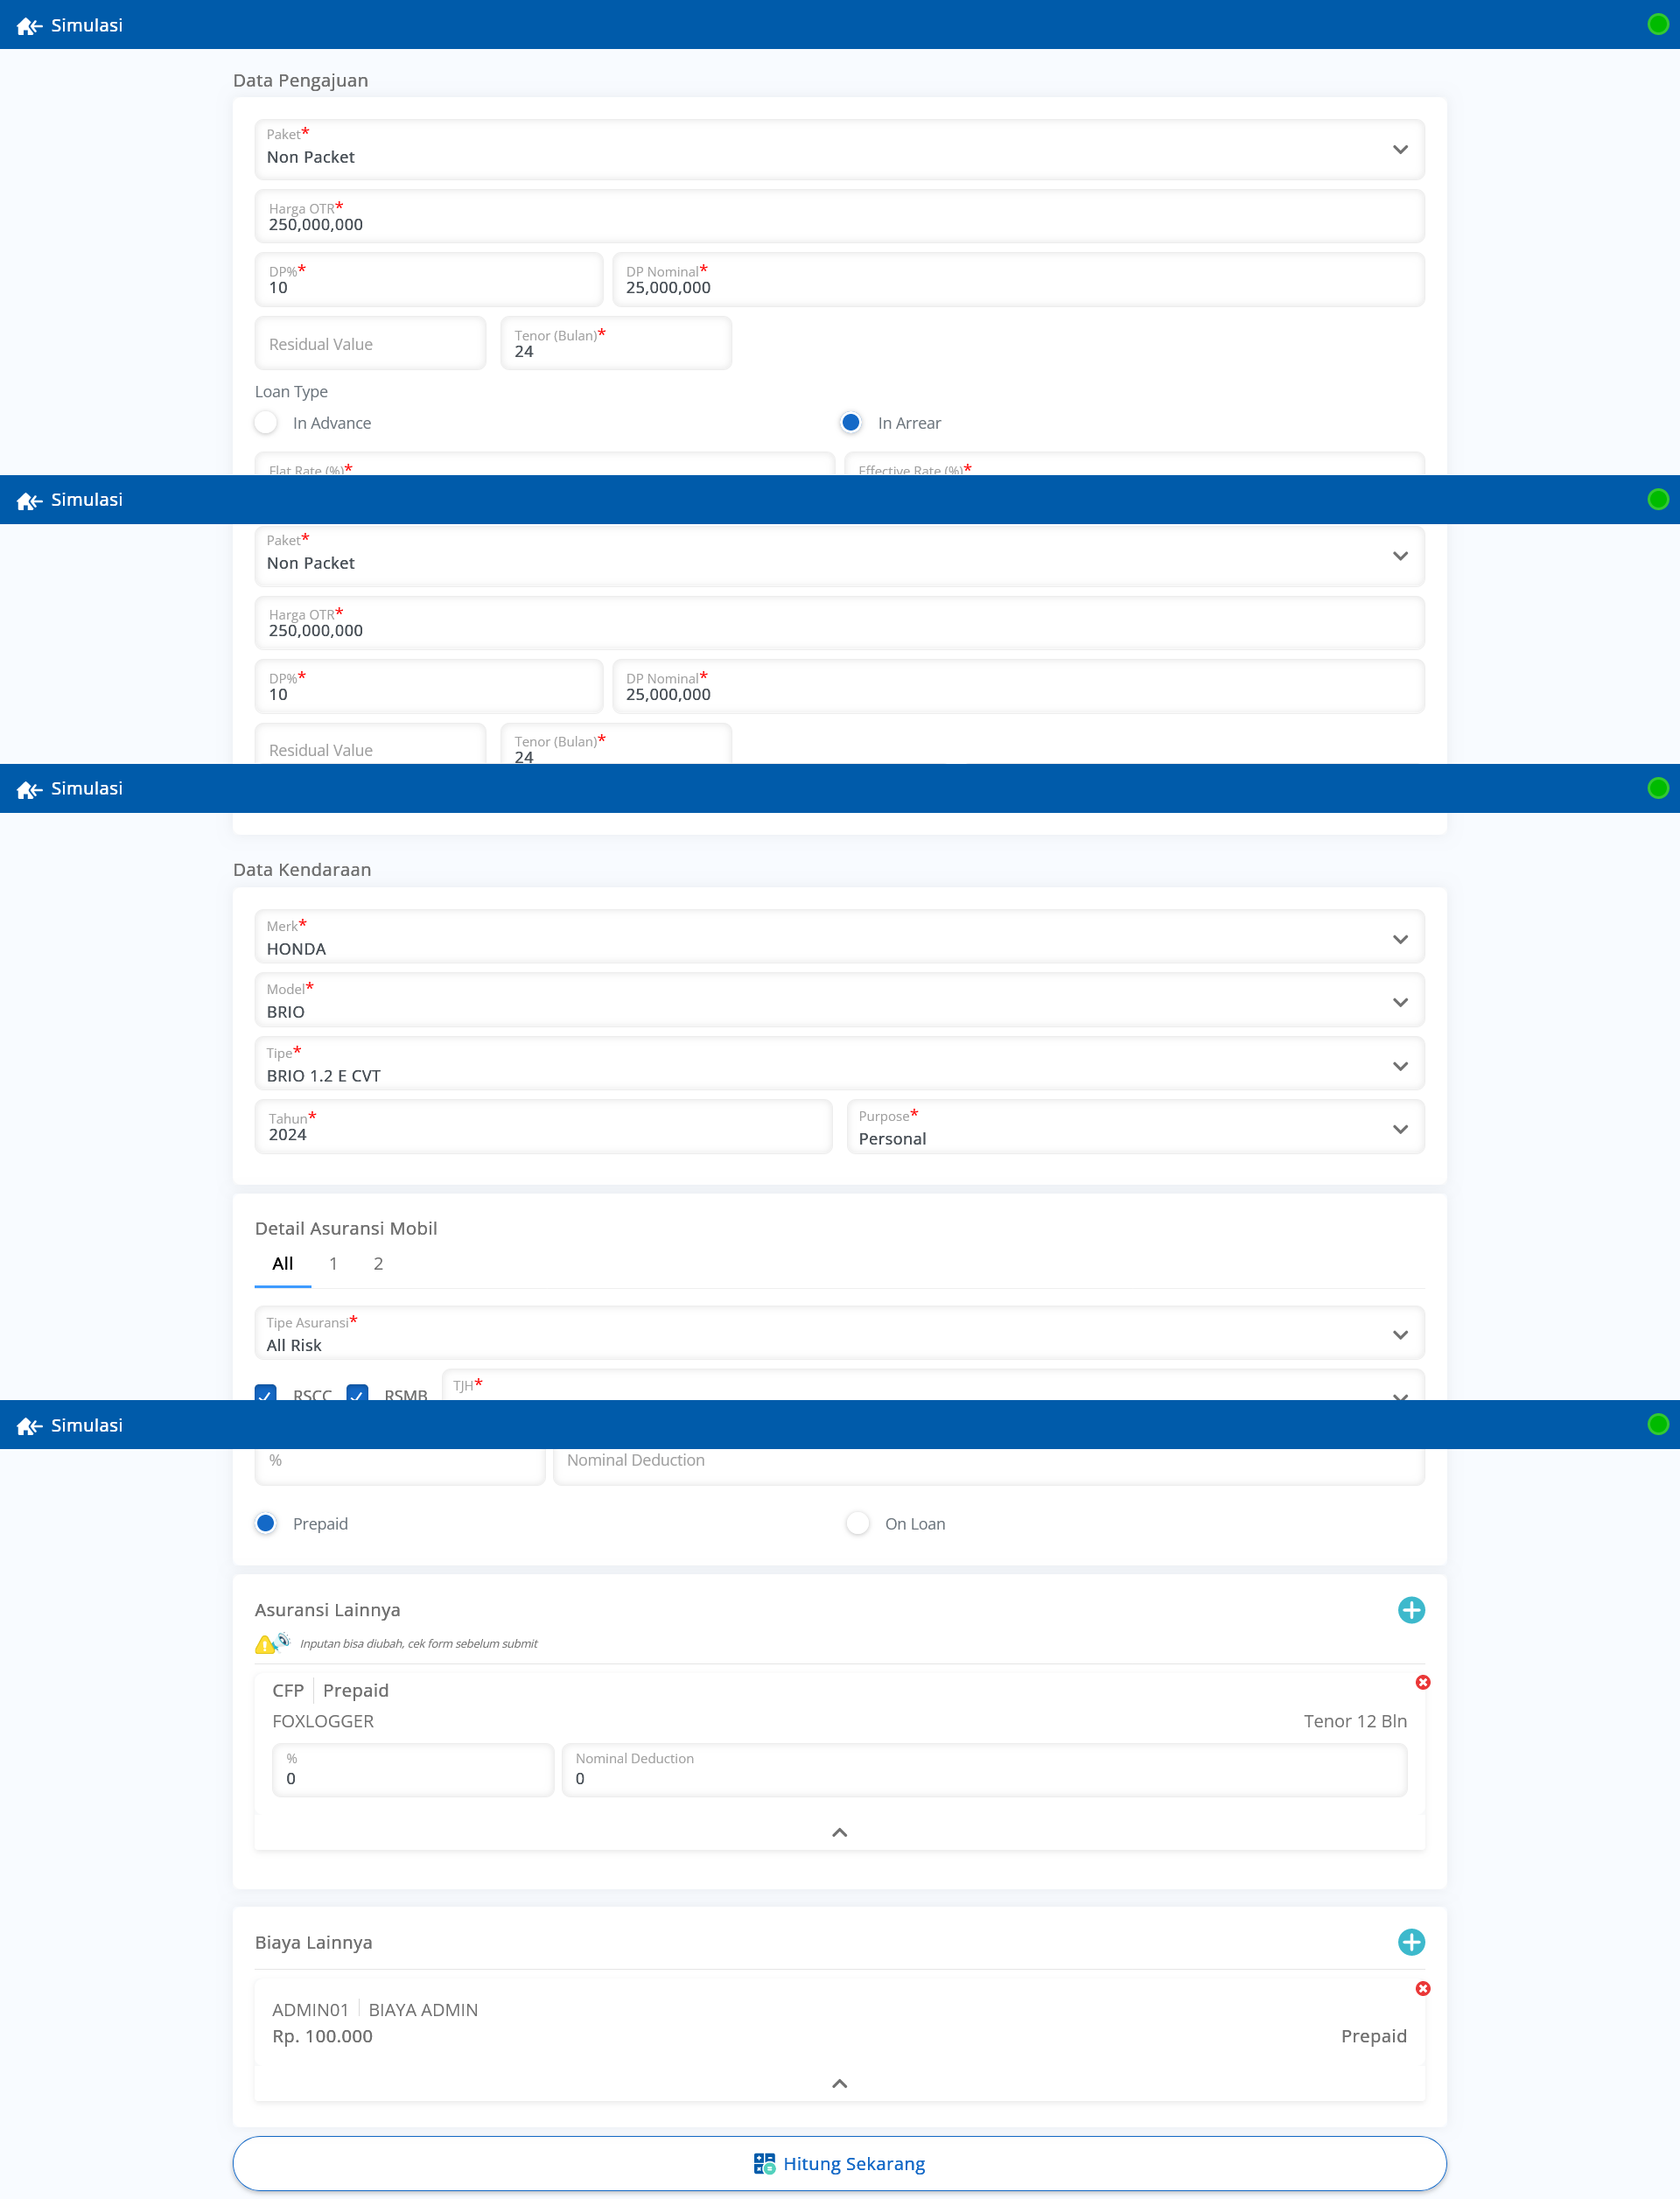 Simulasi
Data Pengajuan
Paket*
Non Packet
Harga OTR*
250,000,000
DP%* DP Nominal*
10 25,000,000
Residual Value Tenor (Bulan)*
24
Loan Type
In Advance In Arrear
Flat Rate (%)* Effective Rate (%)*
Simulasi
Paket*
Non Packet
Harga OTR*
250,000,000
DP%* DP Nominal*
10 25,000,000
Residual Value Tenor (Bulan)*
24
Simulasi
Data Kendaraan
Merk*
HONDA
Model*
BRIO
Tipe*
BRIO 1.2 E CVT
Tahun* Purpose*
2024 Personal
Detail Asuransi Mobil
All 1 2
Tipe Asuransi*
All Risk
RSCC RSMB TJH*
Simulasi
% Nominal Deduction
Prepaid On Loan
Asuransi Lainnya
Inputan bisa diubah, cek form sebelum submit
CFP Prepaid
FOXLOGGER Tenor 12 Bln
% Nominal Deduction
0 0
Biaya Lainnya
ADMIN01 BIAYA ADMIN
Rp. 100.000 Prepaid
Hitung Sekarang